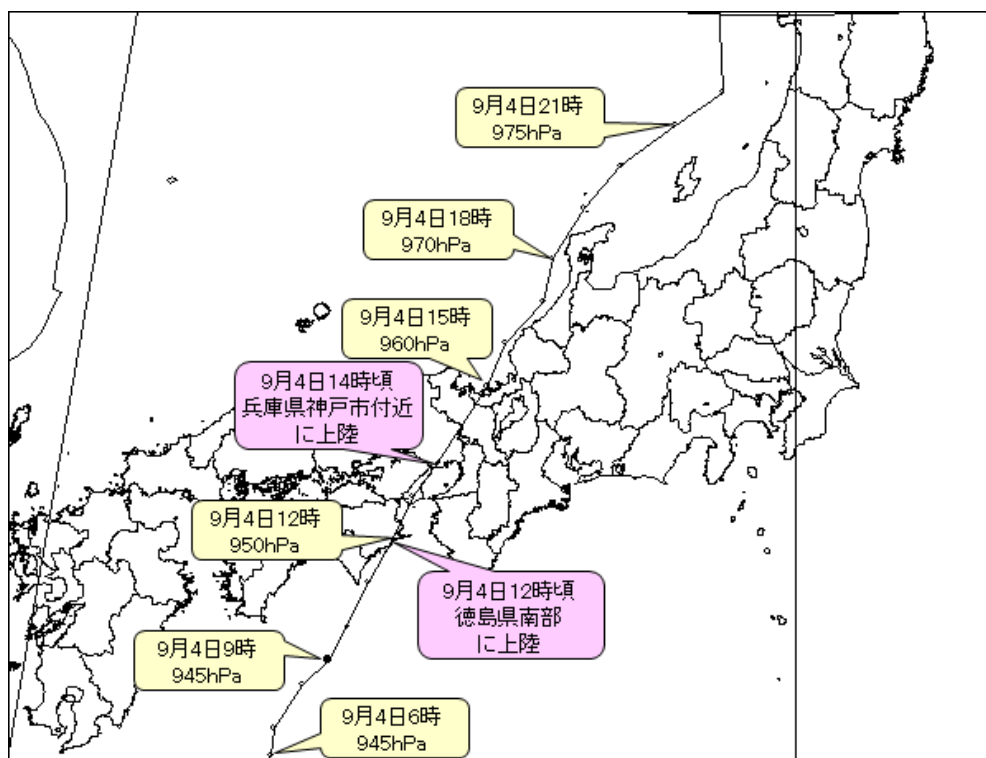 9月4日21時
975hPa
9月4日18時
970hPa
9月4日15時
960hPa
9月4日14時頃
兵庫県神戸市付近
に上陸
9月4日12時
950hPa
9月4日12時頃
徳島県南部
に上陸
9月4日9時
945hPa
9月4日6時
945hPa